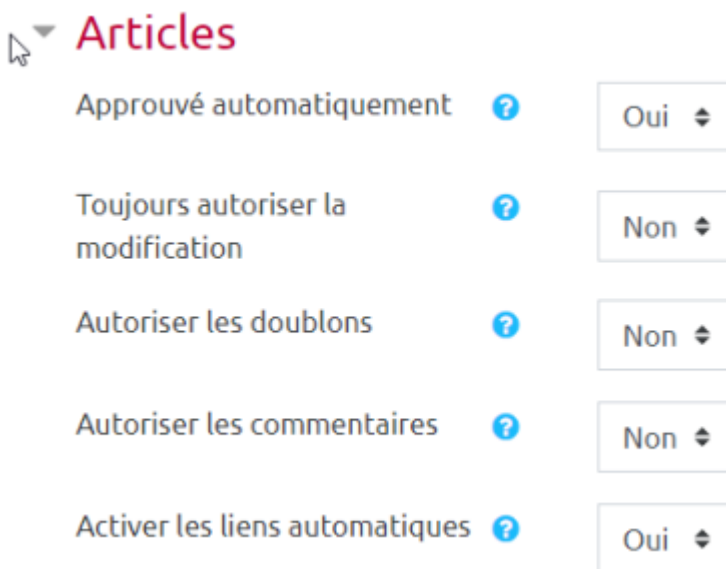 Articles
Approuvé automatiquement Oui
Toujours autoriser la
modification Non
Autoriser les doublons Non
Autoriser les commentaires Non
Activer les liens automatiques Oui